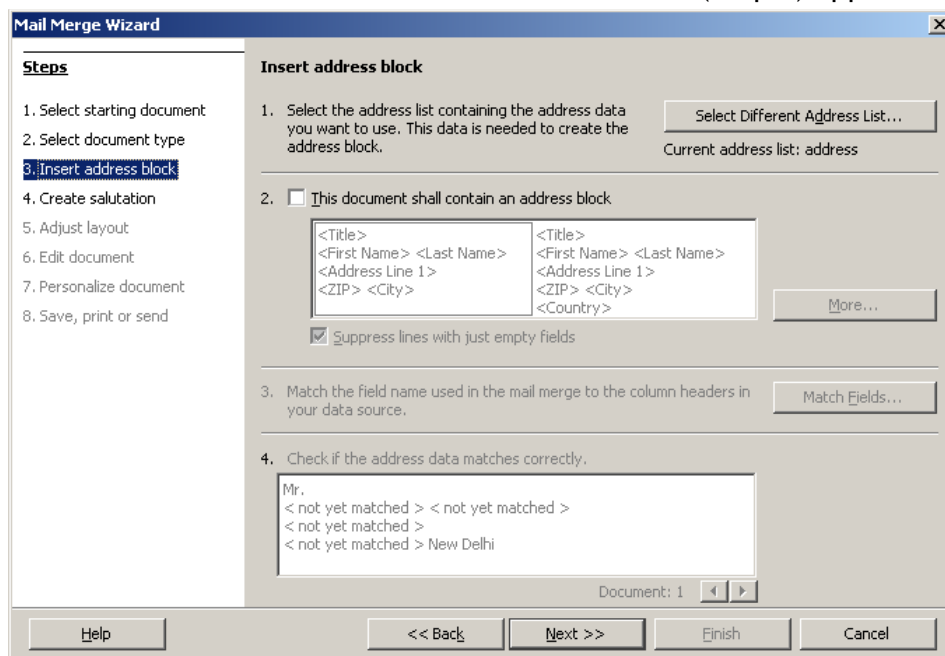 Mail Merge Wizard
Steps
1. Select starting document
2. Select document type
3. Insert address block
4. Create salutation
5. Adjust layout
6. Edit document
7. Personalize document
8. Save, print or send
Insert address block
1. Select the address list containing the address data
you want to use. This data is needed to create the
address block.
Select Different Address List...
Current address list: address
2. This document shall contain an address block
<Title>
<First Name> <Last Name>
<Address Line 1>
<ZIP> <City>
<Title>
<First Name> <Last Name>
<Address Line 1>
<ZIP> <City>
<Country>
More...
Suppress lines with just empty fields
3. Match the field name used in the mail merge to the column headers in
your data source.
Match Fields...
4. Check if the address data matches correctly.
Mr.
< not yet matched > < not yet matched >
< not yet matched >
< not yet matched > New Delhi
Document: 1
Help
<< Back
Next >>
Finish
Cancel